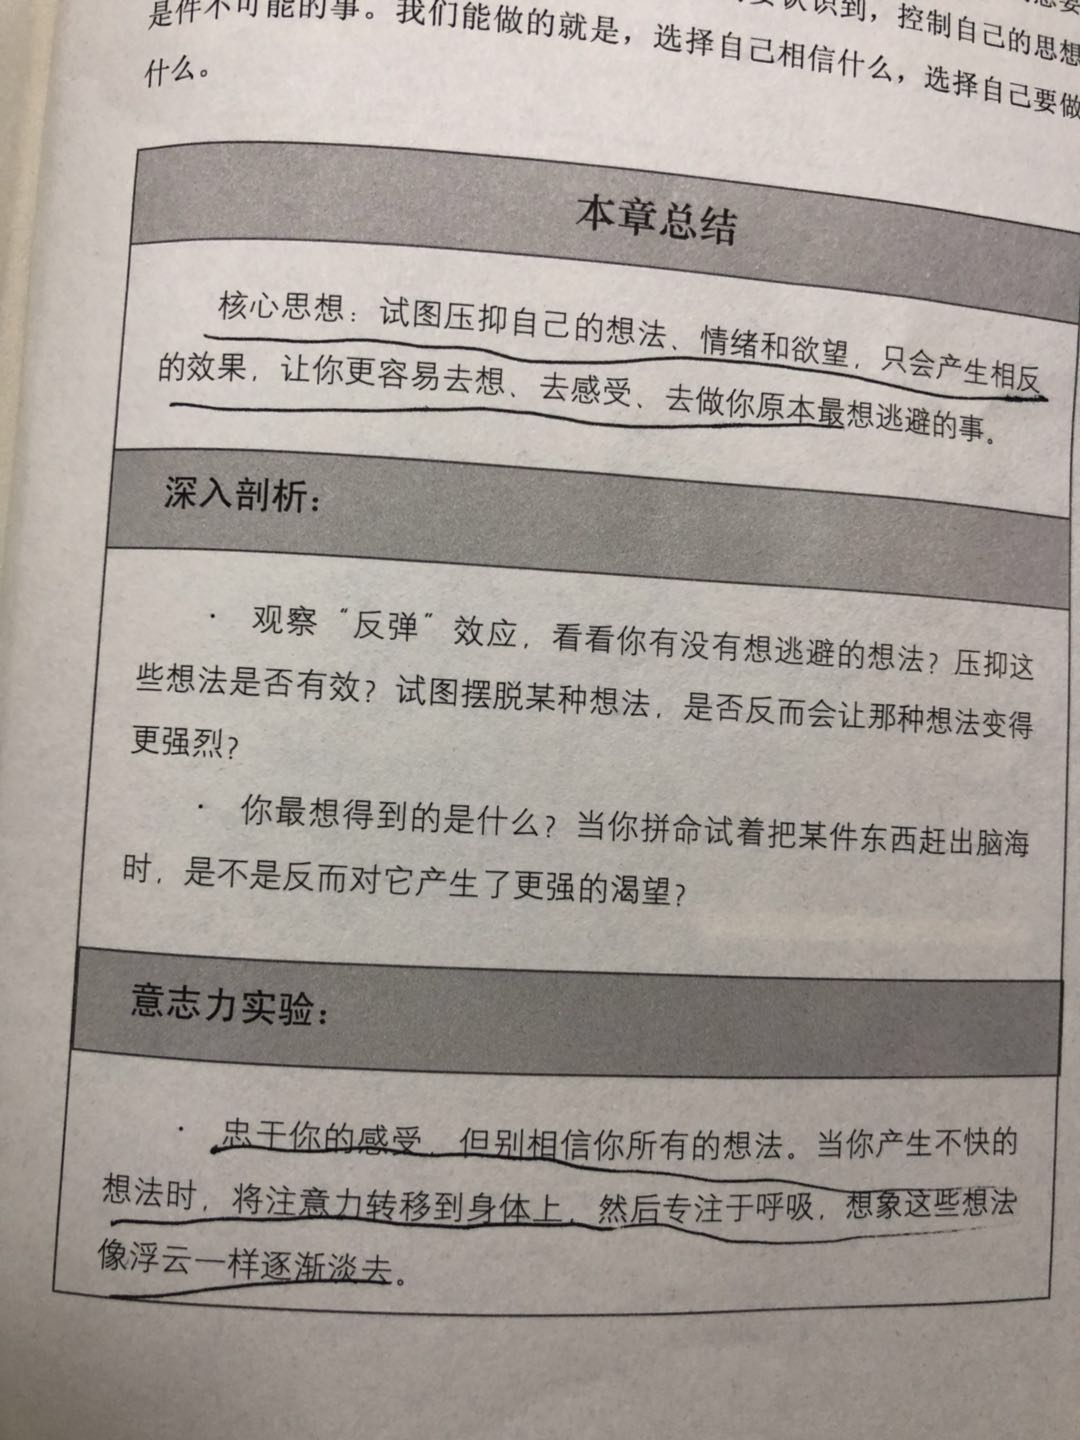 认识到，控制自己的思想
是件不可能的事。我们能做的就是，选择自己相信什么，选择自己要做
什么。
本章总结
核心思想：试图压抑自己的想法、情绪和欲望，只会产生相反
的效果，让你更容易去想、去感受、去做你原本最想逃避的事。
深入剖析：
· 观察“反弹”效应，看看你有没有想逃避的想法？压抑这
些想法是否有效？试图摆脱某种想法，是否反而会让那种想法变得
更强烈？
· 你最想得到的是什么？当你拼命试着把某件东西赶出脑海
时，是不是反而对它产生了更强的渴望？
意志力实验：
· 忠于你的感受，但别相信你所有的想法。当你产生不快的
想法时，将注意力转移到身体上，然后专注于呼吸，想象这些想法
像浮云一样逐渐淡去。